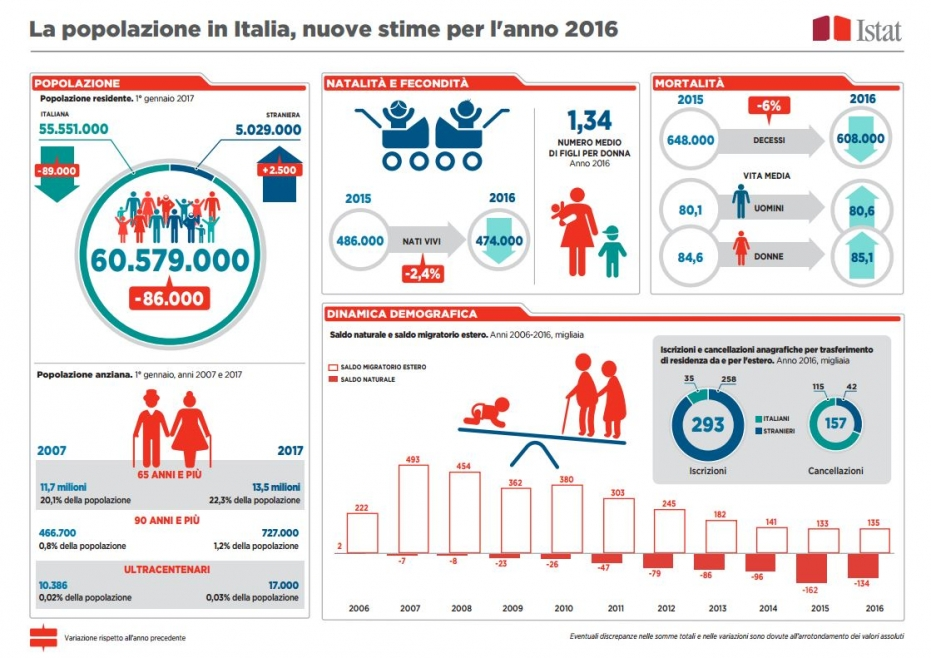 La popolazione in Italia, nuove stime per l'anno 2016
Istat
POPOLAZIONE
Popolazione residente. 1° gennaio 2017
ITALIANA
STRANIERA
55.551.000
5.029.000
-89.000
+2.500
60.579.000
-86.000
Popolazione anziana. 1° gennaio, anni 2007 e 2017
2007
2017
65 ANNI E PIÙ
11,7 milioni
13,5 milioni
20,1% della popolazione
22,3% della popolazione
90 ANNI E PIÙ
466.700
727.000
0,8% della popolazione
1,2% della popolazione
ULTRACENTENARI
10.386
17.000
0,02% della popolazione
0,03% della popolazione
NATALITÀ E FECONDITÀ
1,34
NUMERO MEDIO
DI FIGLI PER DONNA
Anno 2016
2015
2016
486.000
NATI VIVI
474.000
-2,4%
MORTALITÀ
2015
2016
-6%
648.000
DECESSI
608.000
VITA MEDIA
80,1
UOMINI
80,6
84,6
DONNE
85,1
DINAMICA DEMOGRAFICA
Saldo naturale e saldo migratorio estero. Anni 2006-2016, migliaia
SALDO MIGRATORIO ESTERO
SALDO NATURALE
Iscrizioni e cancellazioni anagrafiche per trasferimento
di residenza da e per l'estero. Anno 2016, migliaia
35
258
293
Iscrizioni
ITALIANI
STRANIERI
115
42
157
Cancellazioni
222
493
454
362
380
303
245
182
141
133
135
2
-7
-8
-23
-26
-47
-79
-86
-96
-162
-134
2006
2007
2008
2009
2010
2011
2012
2013
2014
2015
2016
Variazione rispetto all'anno precedente
Eventuali discrepanze nelle somme totali e nelle variazioni sono dovute all'arrotondamento dei valori assoluti